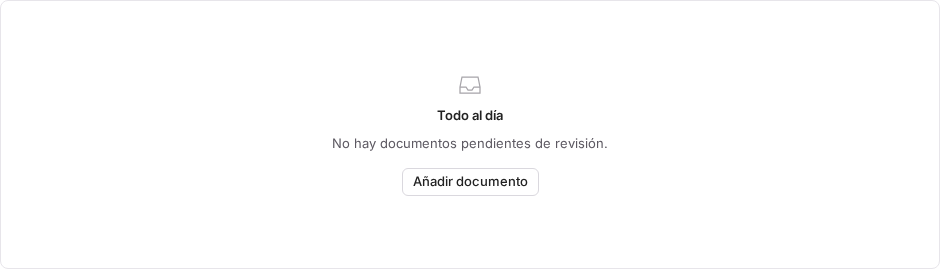 Todo al día
No hay documentos pendientes de revisión.
Añadir documento